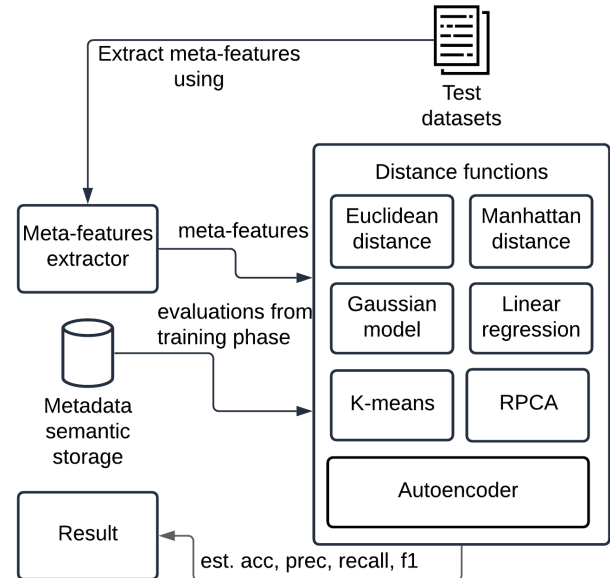 Extract meta-features
using
Test
datasets
Distance functions
Euclidean
distance
Manhattan
distance
Meta-features
extractor
meta-features
Gaussian
model
Linear
regression
evaluations from
training phase
K-means
RPCA
Metadada
semantic
storage
Autoencoder
Result
est. acc, prec, recall, f1